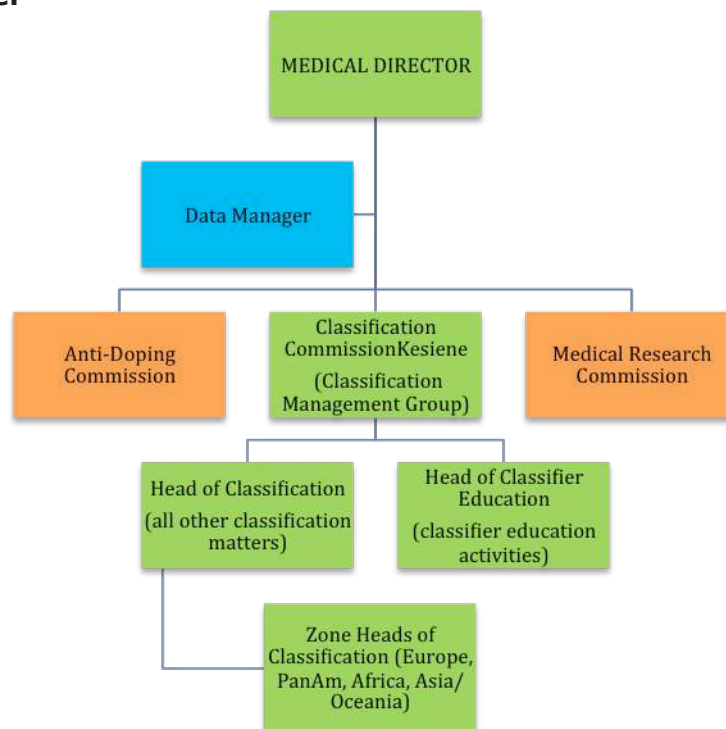 MEDICAL DIRECTOR
Data Manager
Anti-Doping
Commission
Classification
CommissionKesiene
(Classification
Management Group)
Medical Research
Commission
Head of Classification
(all other classification
matters)
Head of Classifier
Education
(classifier education
activities)
Zone Heads of
Classification (Europe,
PanAm, Africa, Asia/
Oceania)